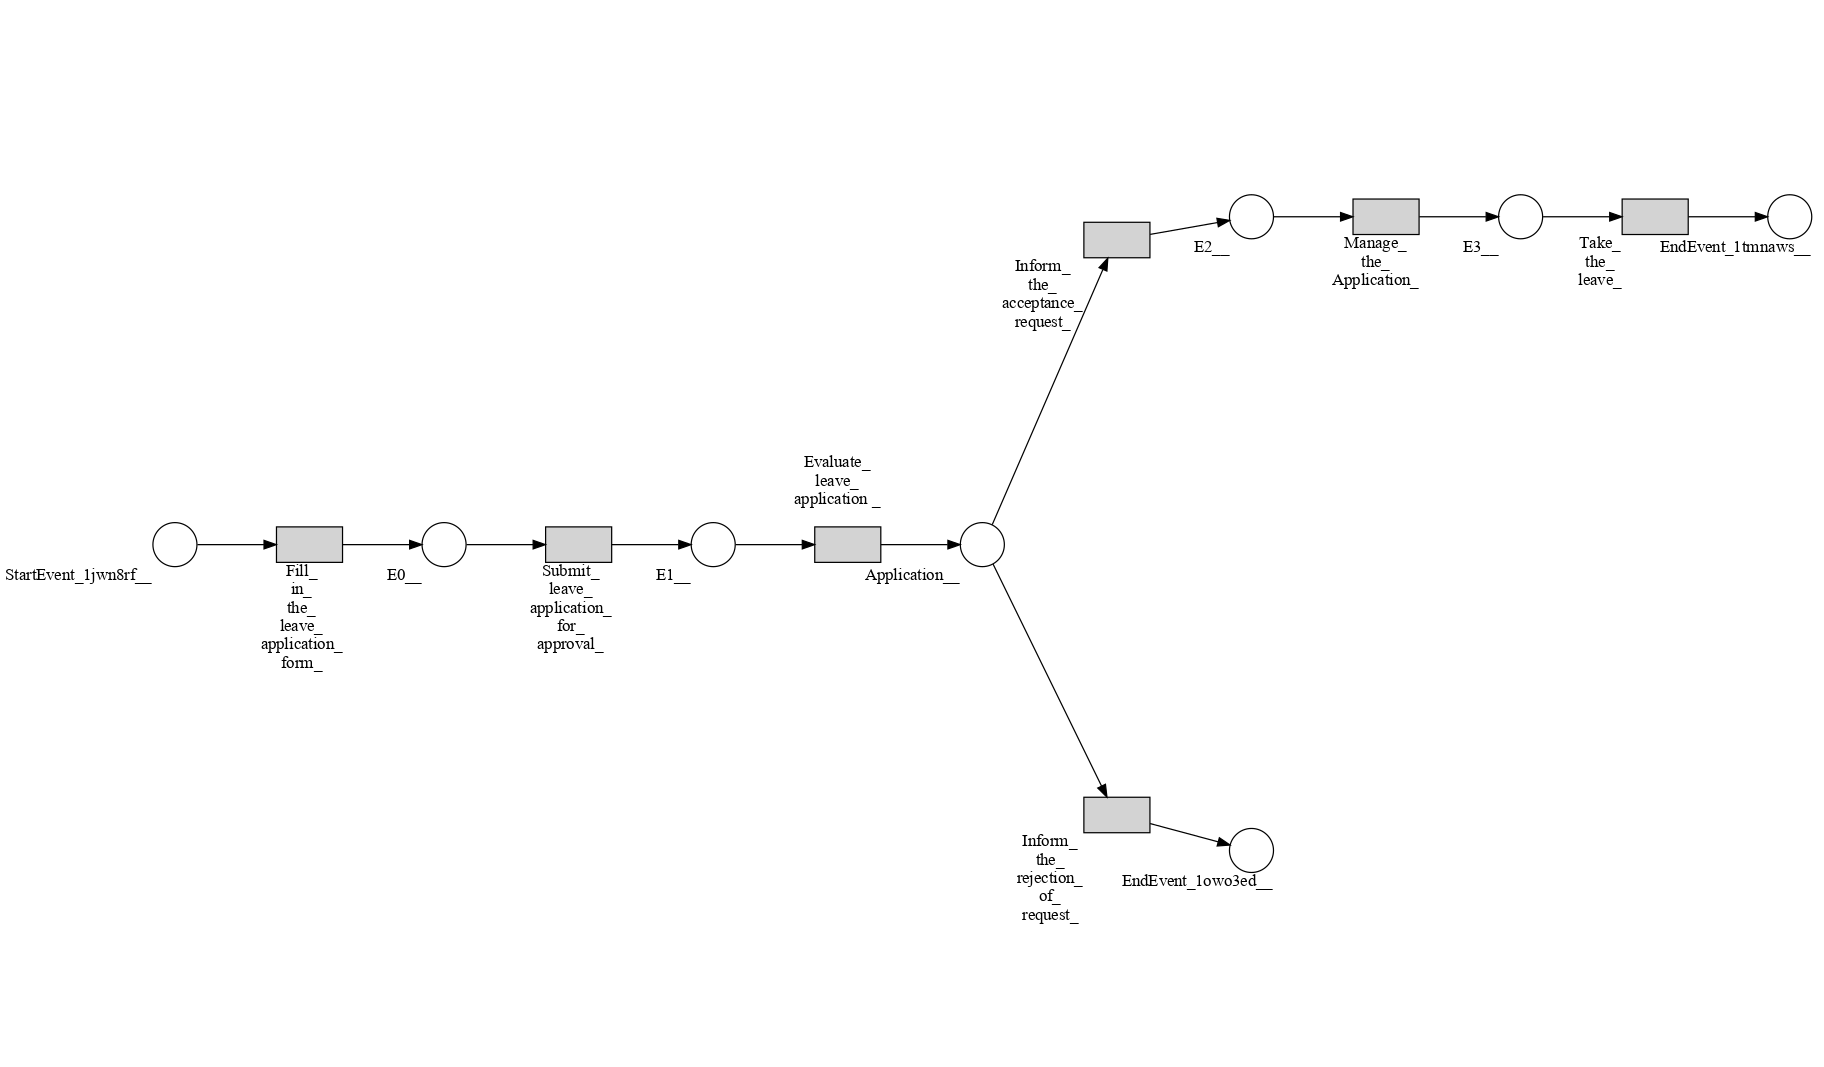 StartEvent_1jwn8rf__
Fill_
in_
the_
leave_
application_
form_
E0__
Submit_
leave_
application_
for_
approval_
E1__
Evaluate_
leave_
application _
Application__
Inform_
the_
acceptance_
request_
E2__
Manage_
the_
Application_
E3__
Take_
the_
leave_
EndEvent_1tmnaws__
Inform_
the_
rejection_
of_
request_
EndEvent_1owo3ed__